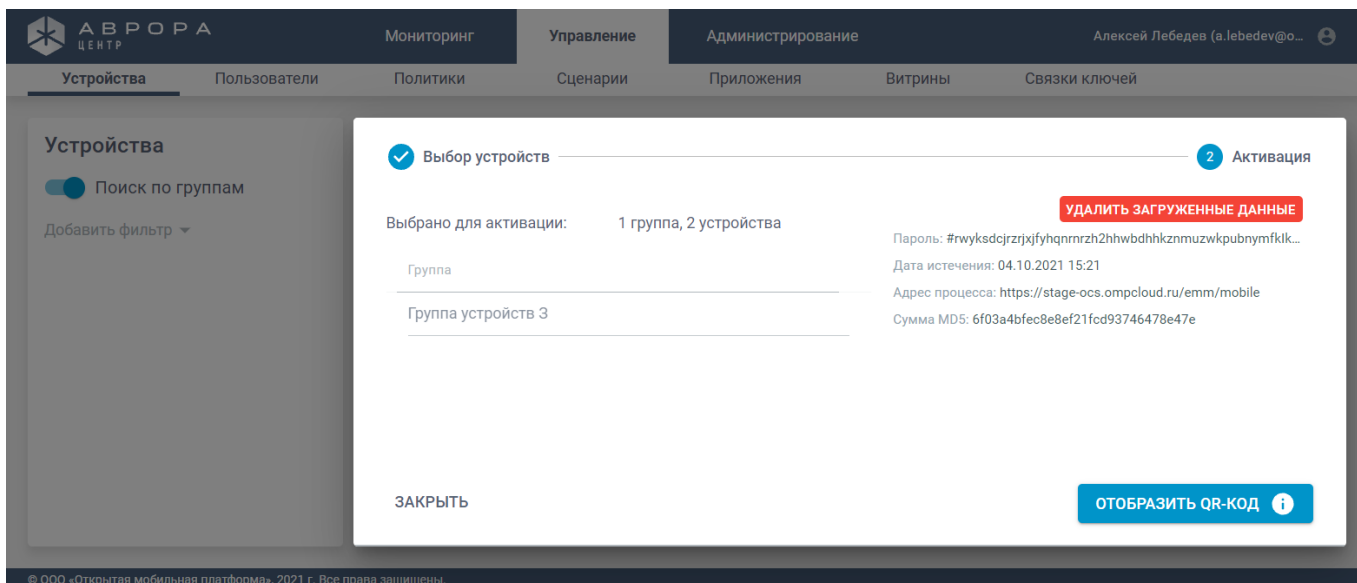 АВРОРА
ЦЕНТР
Мониторинг
Управление
Администрирование
Алексей Лебедев (a.lebedev@o...
Устройства
Пользователи
Политики
Сценарии
Приложения
Витрины
Связки ключей
Устройства
Поиск по группам
Добавить фильтр
Выбор устройств
2 Активация
Выбрано для активации: 1 группа, 2 устройства
Группа
Группа устройств 3
УДАЛИТЬ ЗАГРУЖЕННЫЕ ДАННЫЕ
Пароль: #rwyksdcjrzrjxjfyhqnrnrzh2hhwbdhhkznmuzwkpubnymfklk...
Дата истечения: 04.10.2021 15:21
Адрес процесса: https://stage-ocs.ompcloud.ru/emm/mobile
Сумма MD5: 6f03a4bfec8e8ef21fcd93746478e47e
ЗАКРЫТЬ
ОТОБРАЗИТЬ QR-КОД
© ООО «Открытая мобильная платформа», 2021 г. Все права защищены.